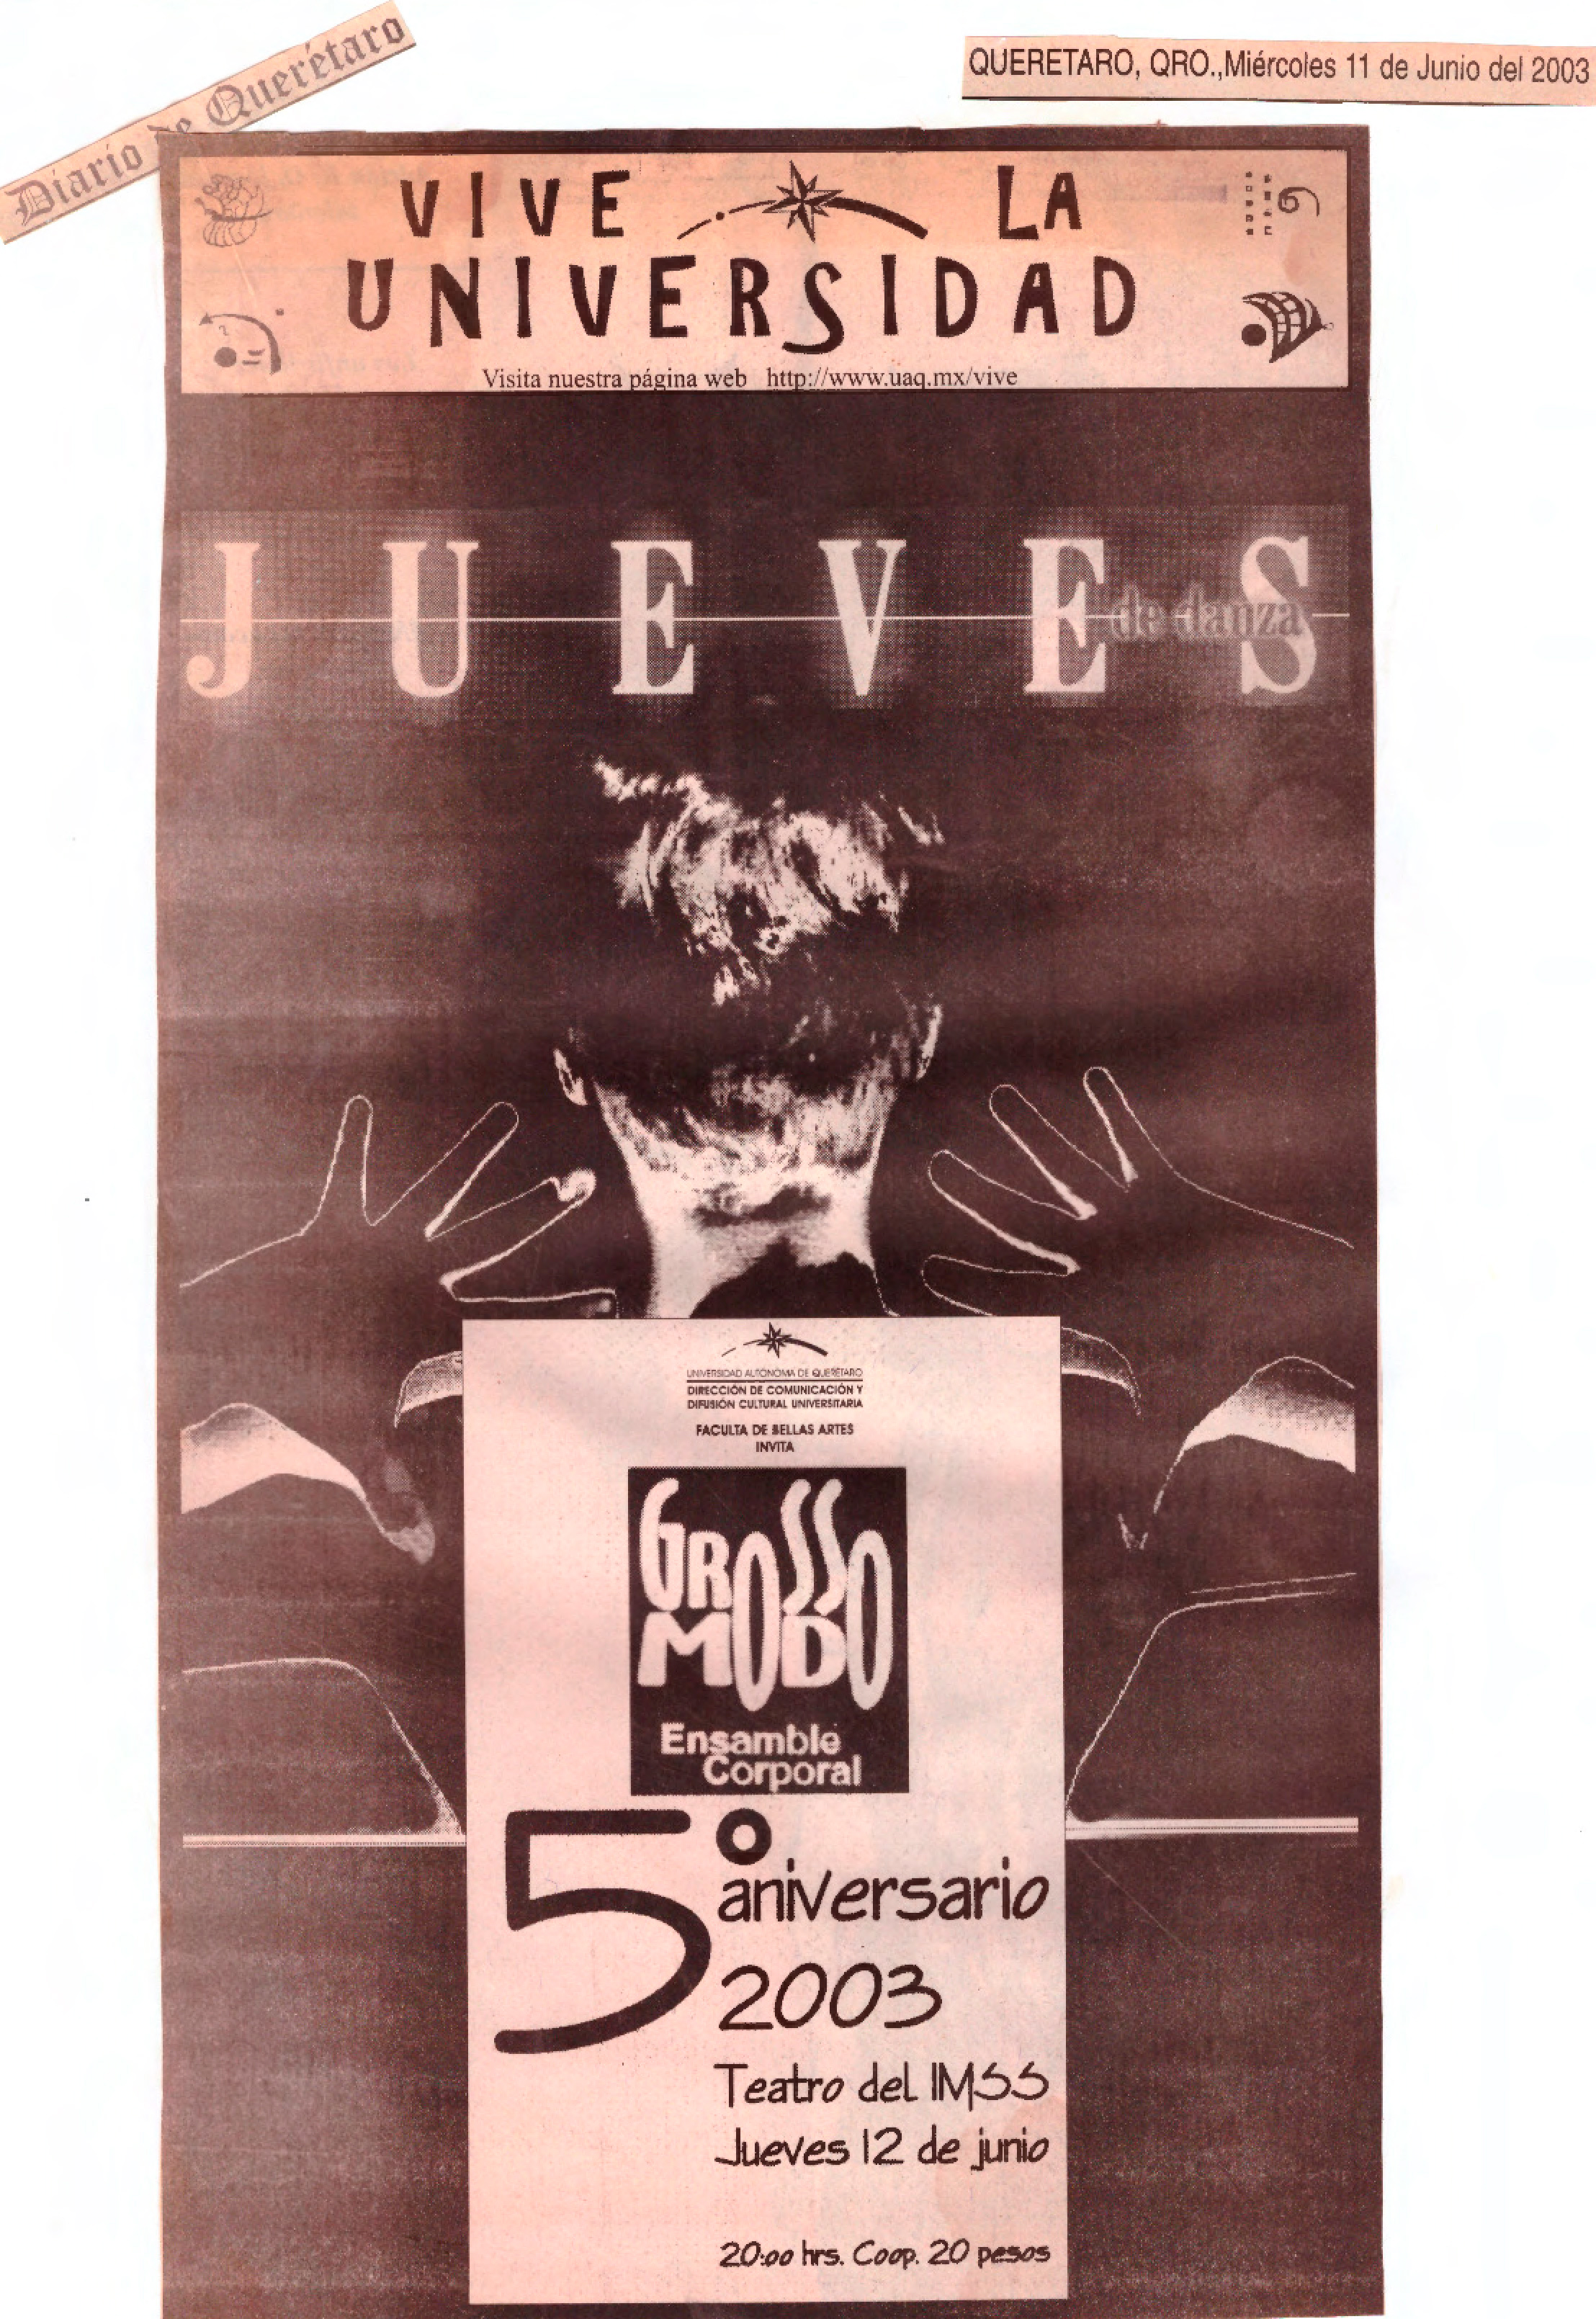 Diario de Querétaro
QUERETARO, QRO.,Miércoles 11 de Junio del 2003
VIVE LA
UNIVERSIDAD
Visita nuestra página web http://www.uaq.mx/vive
JUEVES
de danza
UNIVERSIDAD AUTÓNOMA DE QUERÉTARO
DIRECCIÓN DE COMUNICACIÓN Y
DIFUSIÓN CULTURAL UNIVERSITARIA
FACULTA DE BELLAS ARTES
INVITA
GROSSO
MODO
Ensamble
Corporal
5º
aniversario
2003
Teatro del IMSS
Jueves 12 de junio
20:00 hrs. Coop. 20 pesos